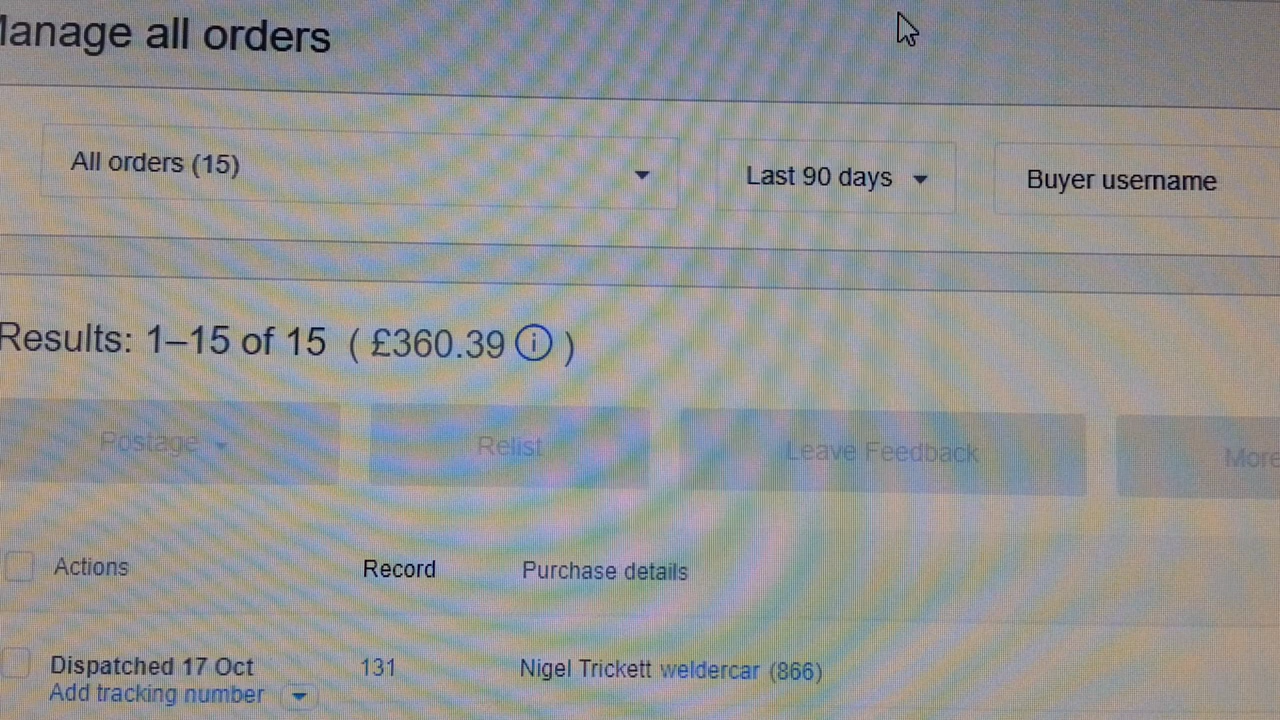 Manage all orders
All orders (15)
Last 90 days
Buyer username
Results: 1–15 of 15 ( £360.39 i )
Postage
Relist
Leave Feedback
More
Actions
Record
Purchase details
Dispatched 17 Oct
131
Nigel Trickett weldercar (866)
Add tracking number